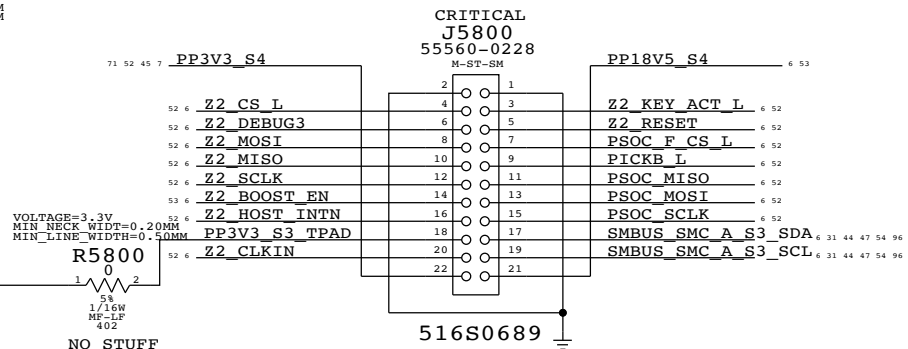 M
M
CRITICAL
J5800
55560-0228
M-ST-SM
71 52 45 7 PP3V3_S4
PP18V5_S4 6 53
2 1
52 6 Z2_CS_L 4 3 Z2_KEY_ACT_L 6 52
52 6 Z2_DEBUG3 6 5 Z2_RESET 6 52
52 6 Z2_MOSI 8 7 PSOC_F_CS_L 6 52
52 6 Z2_MISO 10 9 PICKB_L 6 52
52 6 Z2_SCLK 12 11 PSOC_MISO 6 52
53 6 Z2_BOOST_EN 14 13 PSOC_MOSI 6 52
52 6 Z2_HOST_INTN 16 15 PSOC_SCLK 6 52
PP3V3_S3_TPAD 18 17 SMBUS_SMC_A_S3_SDA 6 31 44 47 54 96
52 6 Z2_CLKIN 20 19 SMBUS_SMC_A_S3_SCL 6 31 44 47 54 96
22 21
VOLTAGE=3.3V
MIN_NECK_WIDT=0.20MM
MIN_LINE_WIDTH=0.50MM
R5800
0
1 2
5%
1/16W
MF-LF
402
NO STUFF
516S0689